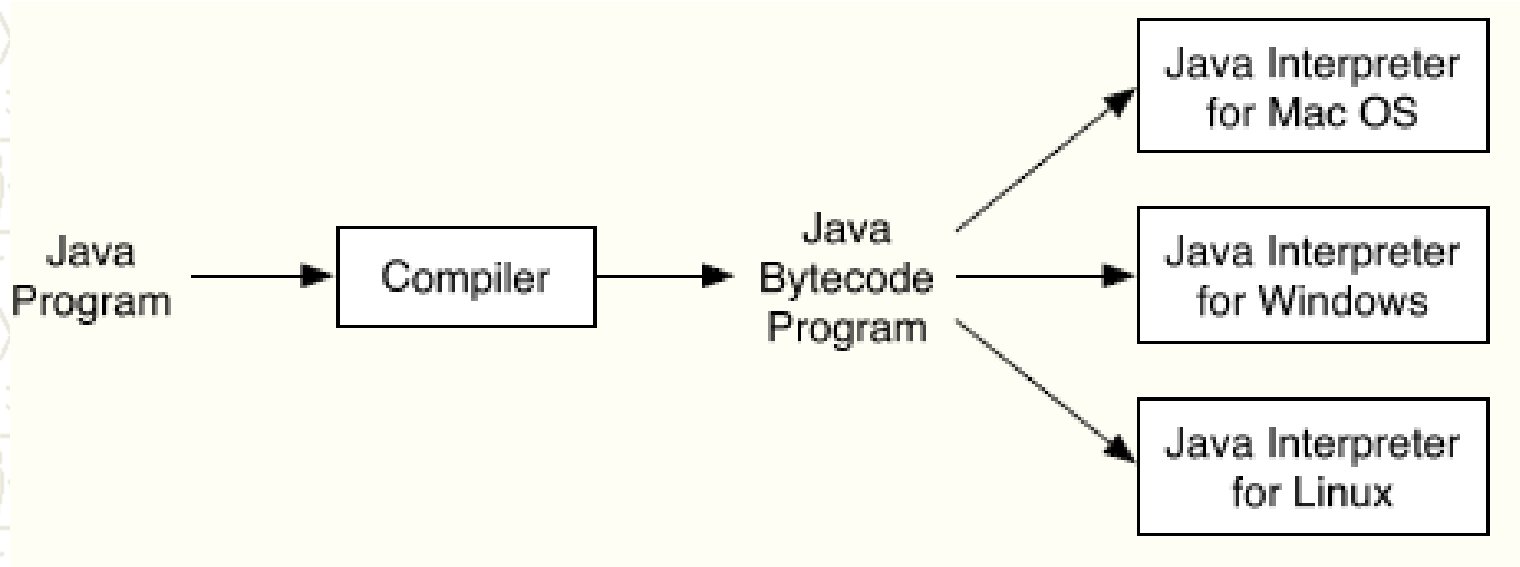 Java
Program
Compiler
Java
Bytecode
Program
Java Interpreter
for Mac OS
Java Interpreter
for Windows
Java Interpreter
for Linux